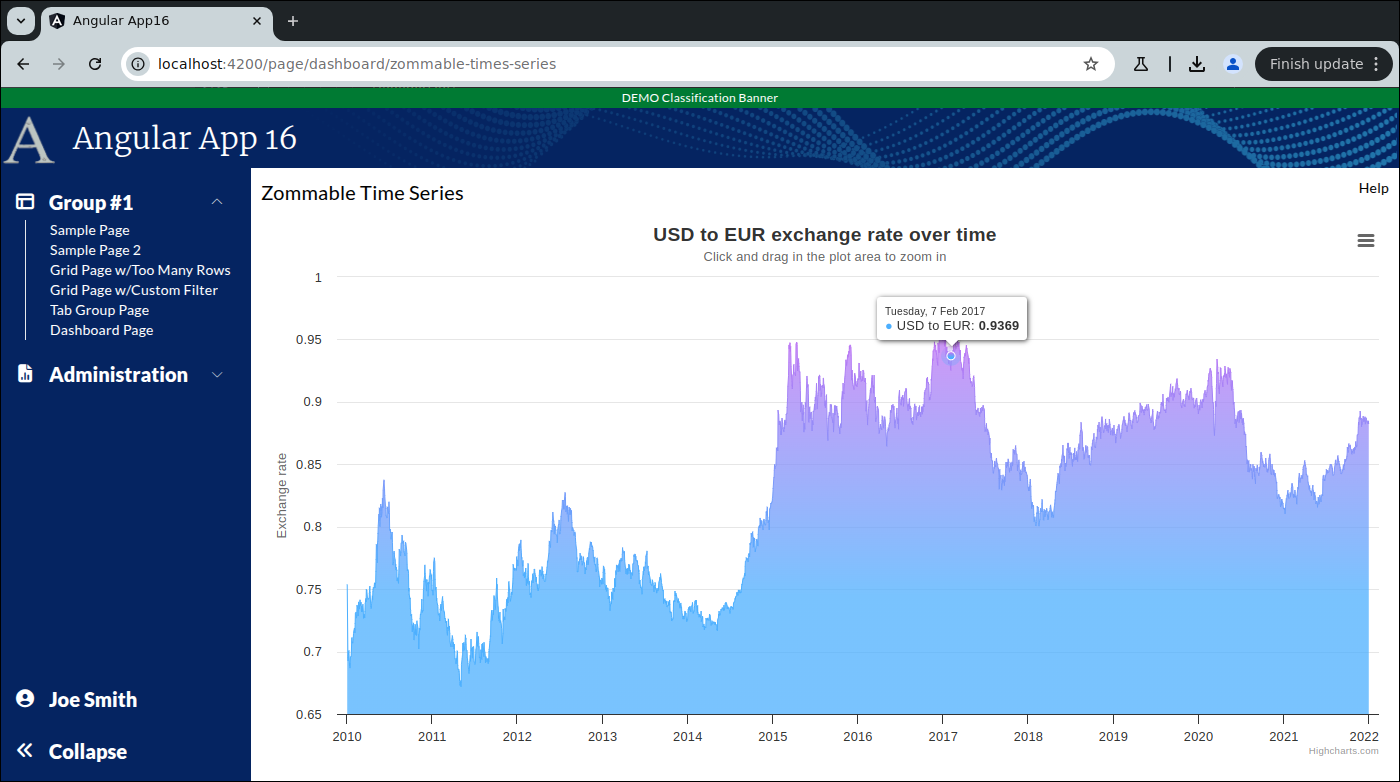 Angular App16
localhost:4200/page/dashboard/zommable-times-series
Finish update
DEMO Classification Banner
A Angular App 16
Group #1
Sample Page
Sample Page 2
Grid Page w/Too Many Rows
Grid Page w/Custom Filter
Tab Group Page
Dashboard Page
Administration
Joe Smith
Collapse
Zommable Time Series
Help
USD to EUR exchange rate over time
Click and drag in the plot area to zoom in
Tuesday, 7 Feb 2017
USD to EUR: 0.9369
Exchange rate
1
0.95
0.9
0.85
0.8
0.75
0.7
0.65
2010 2011 2012 2013 2014 2015 2016 2017 2018 2019 2020 2021 2022
Highcharts.com